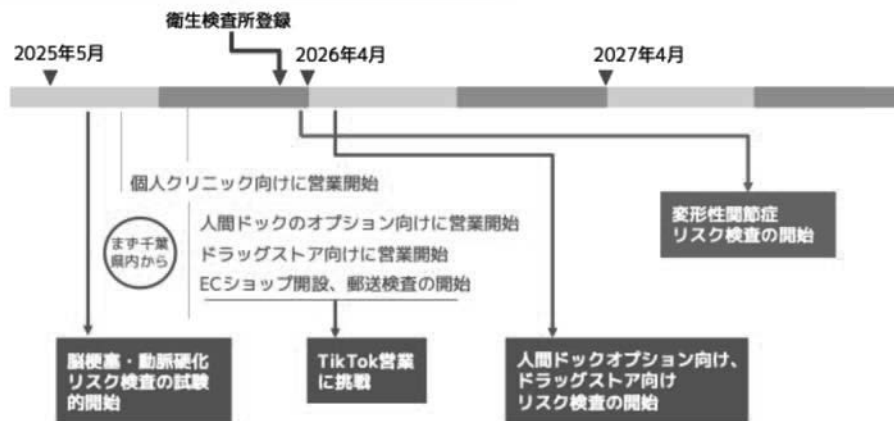 衛生検査所登録
2025年5月
2026年4月
2027年4月
個人クリニック向けに営業開始
まず千葉
県内から
人間ドックのオプション向けに営業開始
ドラッグストア向けに営業開始
ECショップ開設、郵送検査の開始
変形性関節症
リスク検査の開始
脳梗塞・動脈硬化
リスク検査の試験
的開始
TikTok営業
に挑戦
人間ドックオプション向け、
ドラッグストア向け
リスク検査の開始